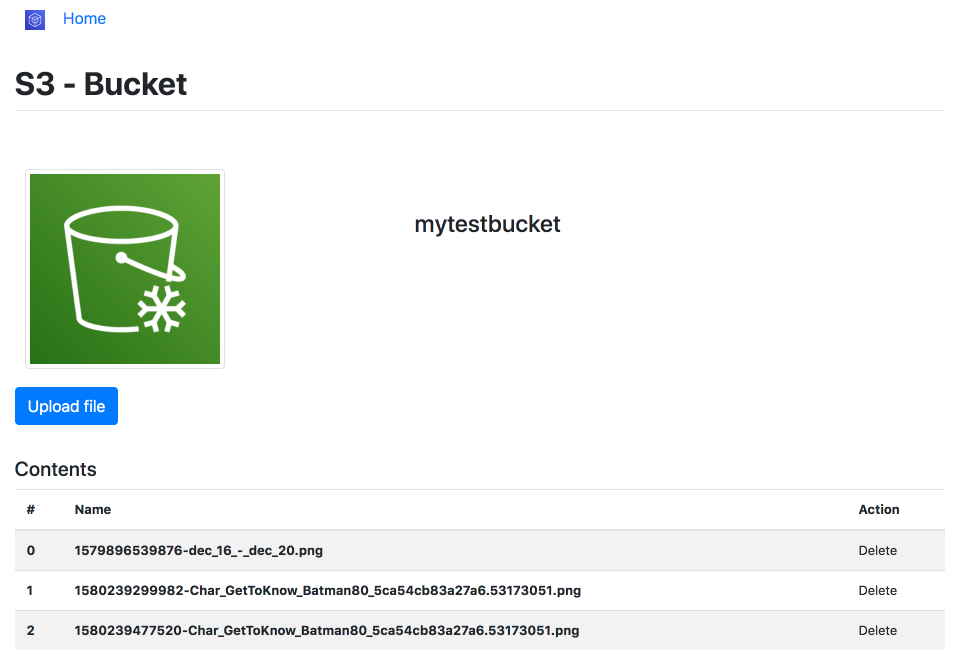 Home
S3 - Bucket
mytestbucket
Upload file
Contents
# Name Action
0 1579896539876-dec_16_-_dec_20.png Delete
1 1580239299982-Char_GetToKnow_Batman80_5ca54cb83a27a6.53173051.png Delete
2 1580239477520-Char_GetToKnow_Batman80_5ca54cb83a27a6.53173051.png Delete